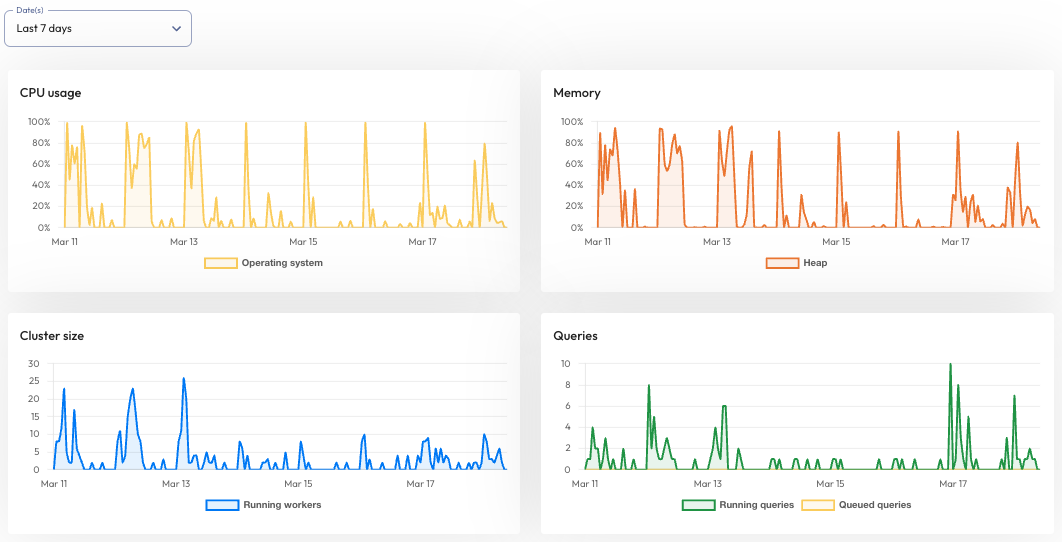 Date(s)
Last 7 days
CPU usage
100%
80%
60%
40%
20%
0%
Mar 11 Mar 13 Mar 15 Mar 17
Operating system
Memory
100%
80%
60%
40%
20%
0%
Mar 11 Mar 13 Mar 15 Mar 17
Heap
Cluster size
30
25
20
15
10
5
0
Mar 11 Mar 13 Mar 15 Mar 17
Running workers
Queries
10
8
6
4
2
0
Mar 11 Mar 13 Mar 15 Mar 17
Running queries Queued queries